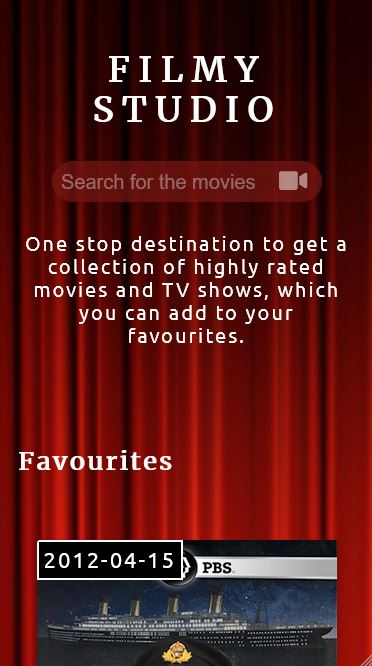 FILMY
STUDIO
Search for the movies
One stop destination to get a
collection of highly rated
movies and TV shows, which
you can add to your
favourites.
Favourites
2012-04-15
PBS